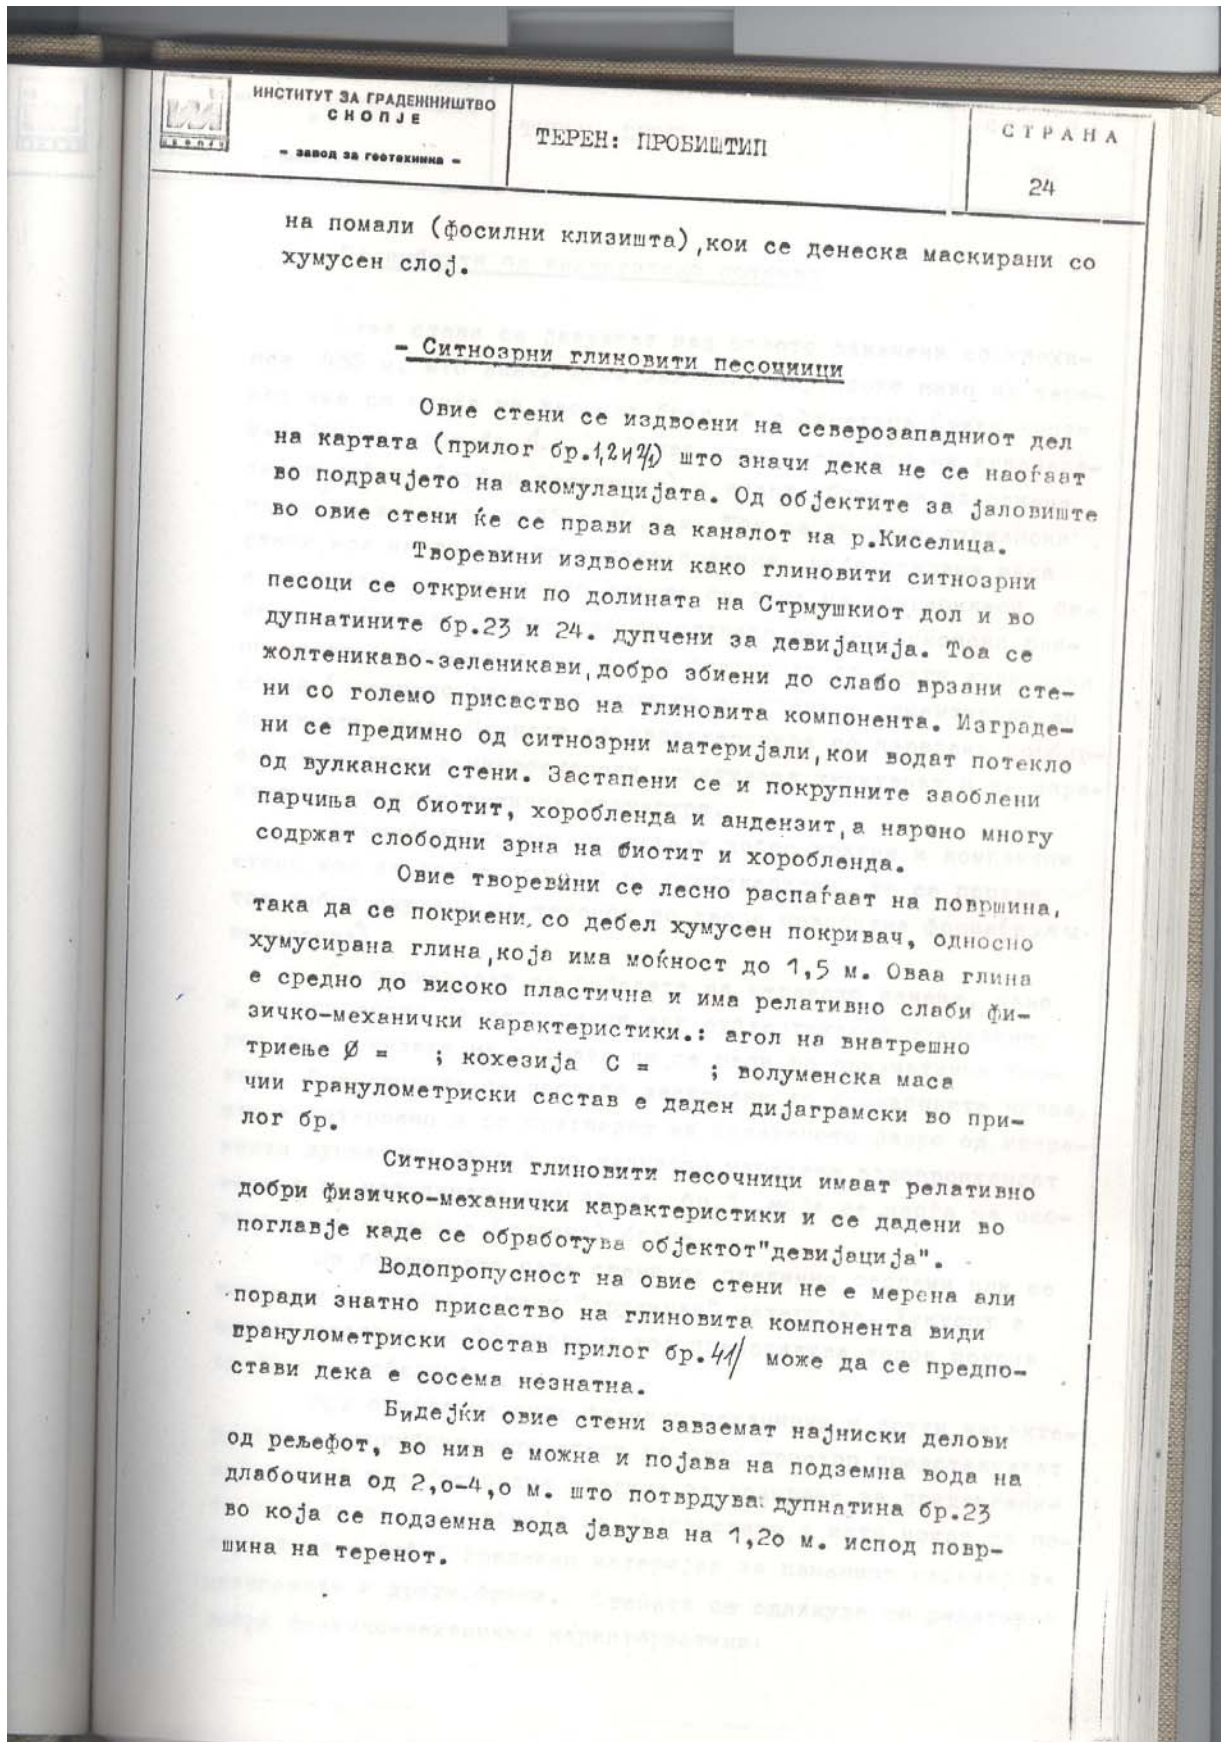 ИНСТИТУТ ЗА ГРАДЕЖНИШТВО
СКОПЈЕ
– завод за геотехника –
ТЕРЕН: ПРОБИШТИП
СТРАНА
24
на помали (фосилни клизишта),кои се денеска маскирани со
хумусен слој.
– Ситнозрни глиновити песочници
Овие стени се издвоени на северозападниот дел
на картата (прилог бр.1,2и2/1) што значи дека не се наоѓаат
во подрачјето на акомулацијата. Од објектите за јаловиште
во овие стени ќе се прави за каналот на р.Киселица.
Творевини издвоени како глиновити ситнозрни
песоци се откриени по долината на Стрмушкиот дол и во
дупнатините бр.23 и 24. дупчени за девијација. Тоа се
жолтеникаво-зеленикави,добро збиени до слабо врзани сте–
ни со големо присаство на глиновита компонента. Изграде–
ни се предимно од ситнозрни материјали,кои водат потекло
од вулкански стени. Застапени се и покрупните заоблени
парчиња од биотит, хоробленда и андензит,а нарочно многу
содржат слободни зрна на биотит и хоробленда.
Овие творевини се лесно распаѓаат на површина,
така да се покриени, со дебел хумусен покривач, односно
хумусирана глина,која има моќност до 1,5 м. Оваа глина
е средно до високо пластична и има релативно слаби фи–
зичко–механички карактеристики.: агол на внатрешно
триење Ø = ; кохезија С = ; волуменска маса
чии гранулометриски састав е даден дијаграмски во при–
лог бр.
Ситнозрни глиновити песочници имаат релативно
добри физичко–механички карактеристики и се дадени во
поглавје каде се обработува објектот"девијација".
Водопропусност на овие стени не е мерена али
поради знатно присаство на глиновита компонента види
гранулометриски состав прилог бр.41/ може да се предпо–
стави дека е сосема незнатна.
Бидејќи овие стени завземат најниски делови
од рељефот, во нив е можна и појава на подземна вода на
длабочина од 2,о–4,о м. што потврдува: дупнатина бр.23
во која се подземна вода јавува на 1,2о м. испод повр–
шина на теренот.